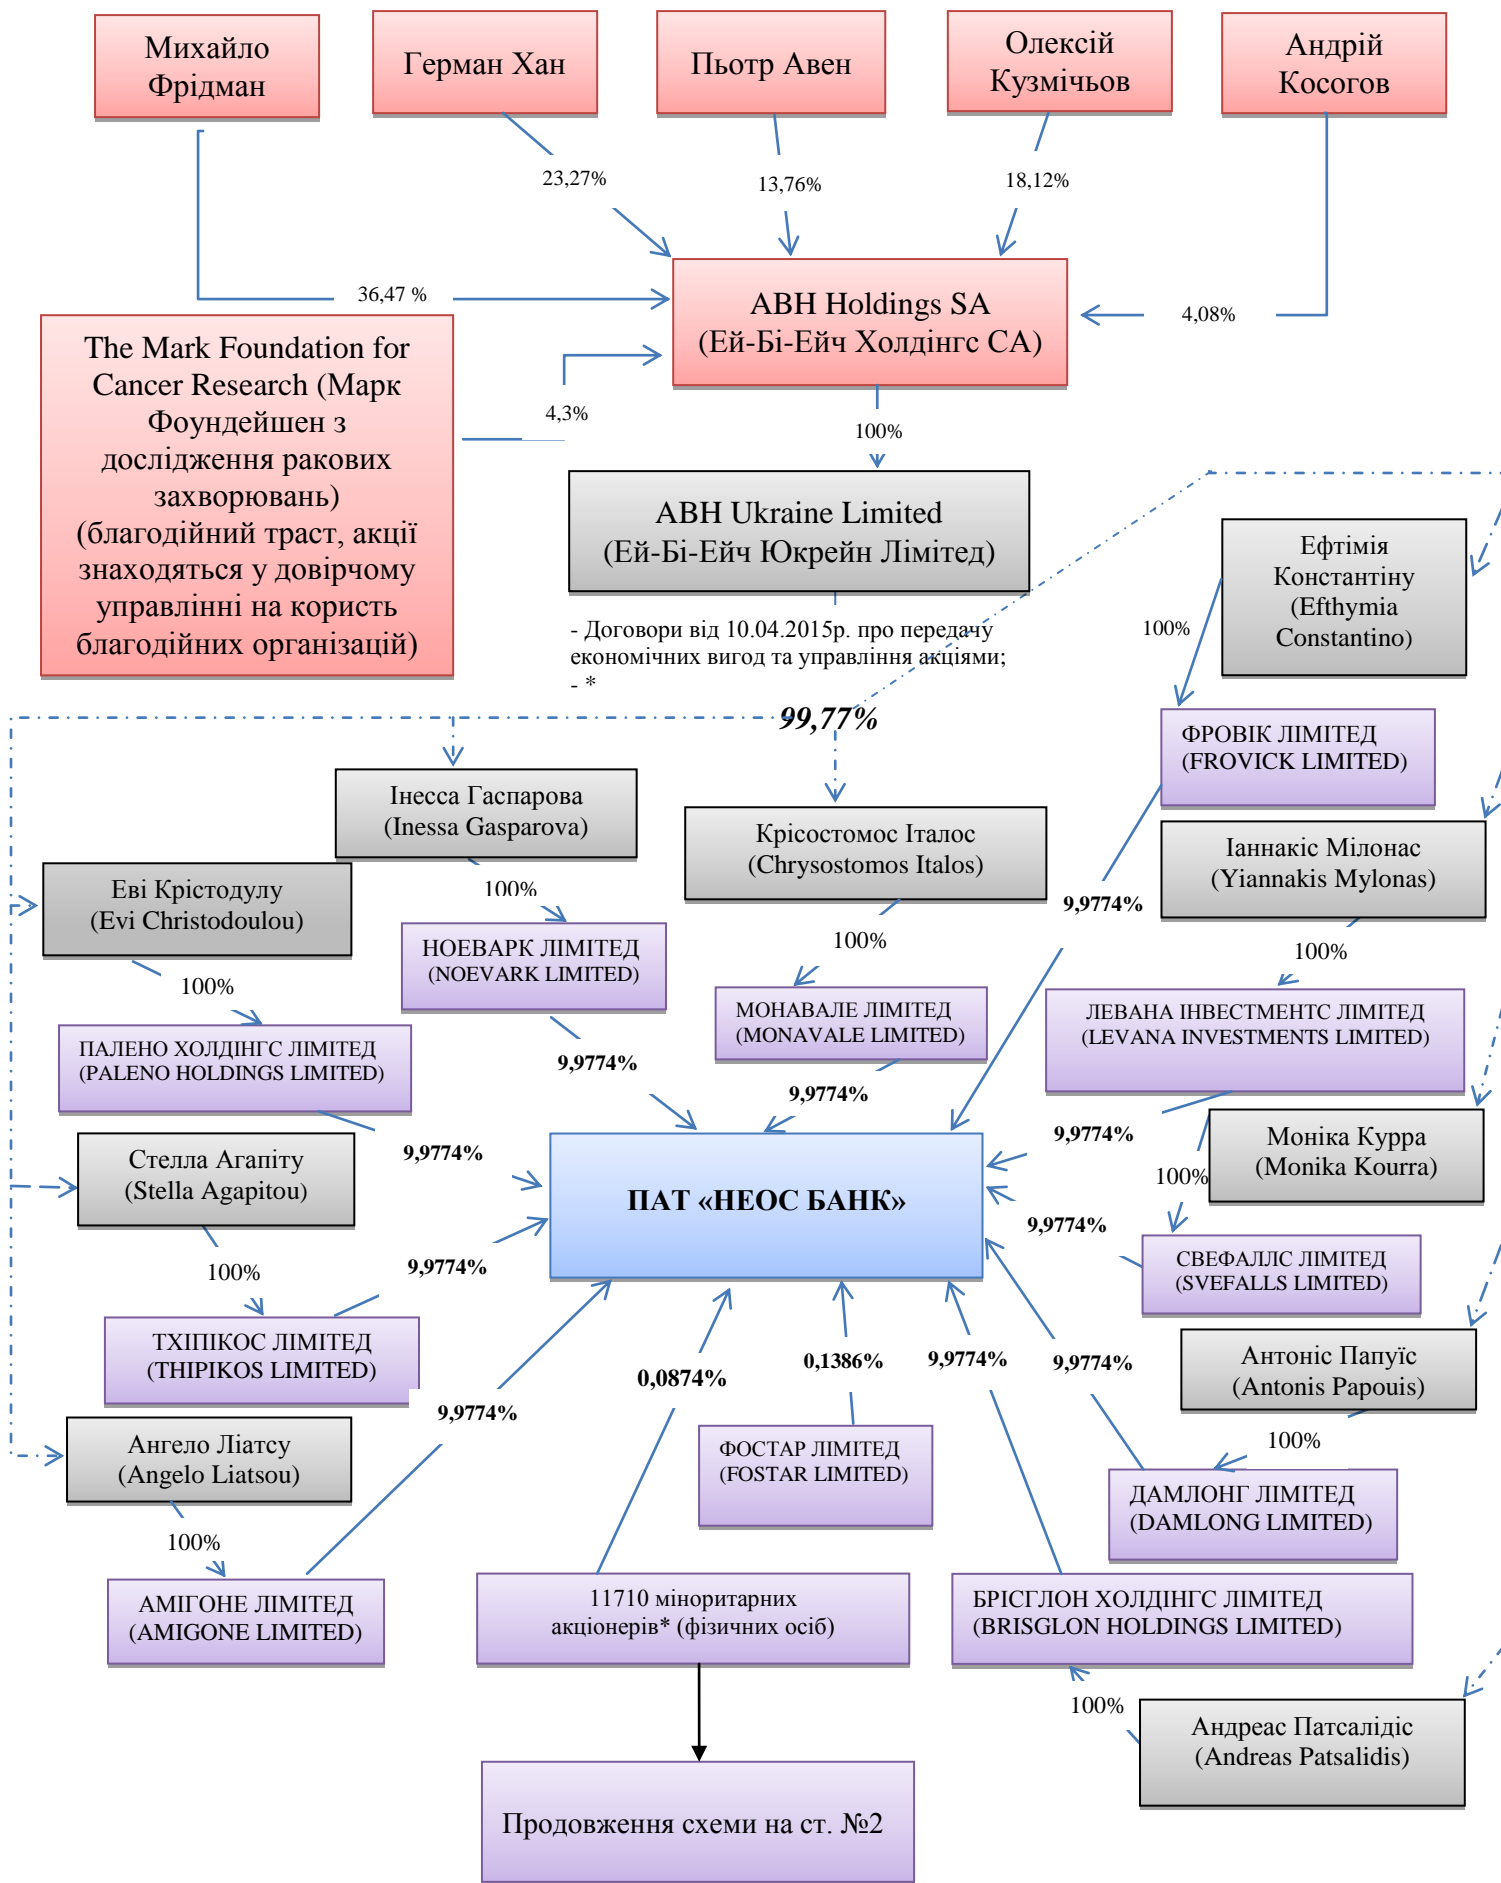 Михайло
Фрідман
Герман Хан
Пьотр Авен
Олексій
Кузмічьов
Андрій
Косогов
23,27%
13,76%
18,12%
36,47 %
4,08%
ABH Holdings SA
(Ей-Бі-Ейч Холдінгс СА)
The Mark Foundation for
Cancer Research (Марк
Фоундейшен з
дослідження ракових
захворювань)
(благодійний траст, акції
знаходяться у довірчому
управлінні на користь
благодійних організацій)
4,3%
100%
ABH Ukraine Limited
(Ей-Бі-Ейч Юкрейн Лімітед)
- Договори від 10.04.2015р. про передачу
економічних вигод та управління акціями;
- *
99,77%
Ефтімія
Константіну
(Efthymia
Constantino)
100%
ФРОВІК ЛІМІТЕД
(FROVICK LIMITED)
Інесса Гаспарова
(Inessa Gasparova)
Крісостомос Італос
(Chrysostomos Italos)
Іаннакіс Мілонас
(Yiannakis Mylonas)
Еві Крістодулу
(Evi Christodoulou)
100%
9,9774%
НОЕВАРК ЛІМІТЕД
(NOEVARK LIMITED)
100%
100%
100%
МОНАВАЛЕ ЛІМІТЕД
(MONAVALE LIMITED)
ЛЕВАНА ІНВЕСТМЕНТС ЛІМІТЕД
(LEVANA INVESTMENTS LIMITED)
ПАЛЕНО ХОЛДІНГС ЛІМІТЕД
(PALENO HOLDINGS LIMITED)
9,9774%
9,9774%
9,9774%
9,9774%
Стелла Агапіту
(Stella Agapitou)
ПАТ «НЕОС БАНК»
Моніка Курра
(Monika Kourra)
100%
9,9774%
9,9774%
100%
СВЕФАЛЛС ЛІМІТЕД
(SVEFALLS LIMITED)
ТХІПІКОС ЛІМІТЕД
(THIPIKOS LIMITED)
0,0874%
0,1386%
9,9774%
9,9774%
Антоніс Папуїс
(Antonis Papouis)
9,9774%
Ангело Ліатсу
(Angelo Liatsou)
ФОСТАР ЛІМІТЕД
(FOSTAR LIMITED)
100%
ДАМЛОНГ ЛІМІТЕД
(DAMLONG LIMITED)
100%
АМІГОНЕ ЛІМІТЕД
(AMIGONE LIMITED)
11710 міноритарних
акціонерів* (фізичних осіб)
БРІСГЛОН ХОЛДІНГС ЛІМІТЕД
(BRISGLON HOLDINGS LIMITED)
100%
Андреас Патсалідіс
(Andreas Patsalidis)
Продовження схеми на ст. №2